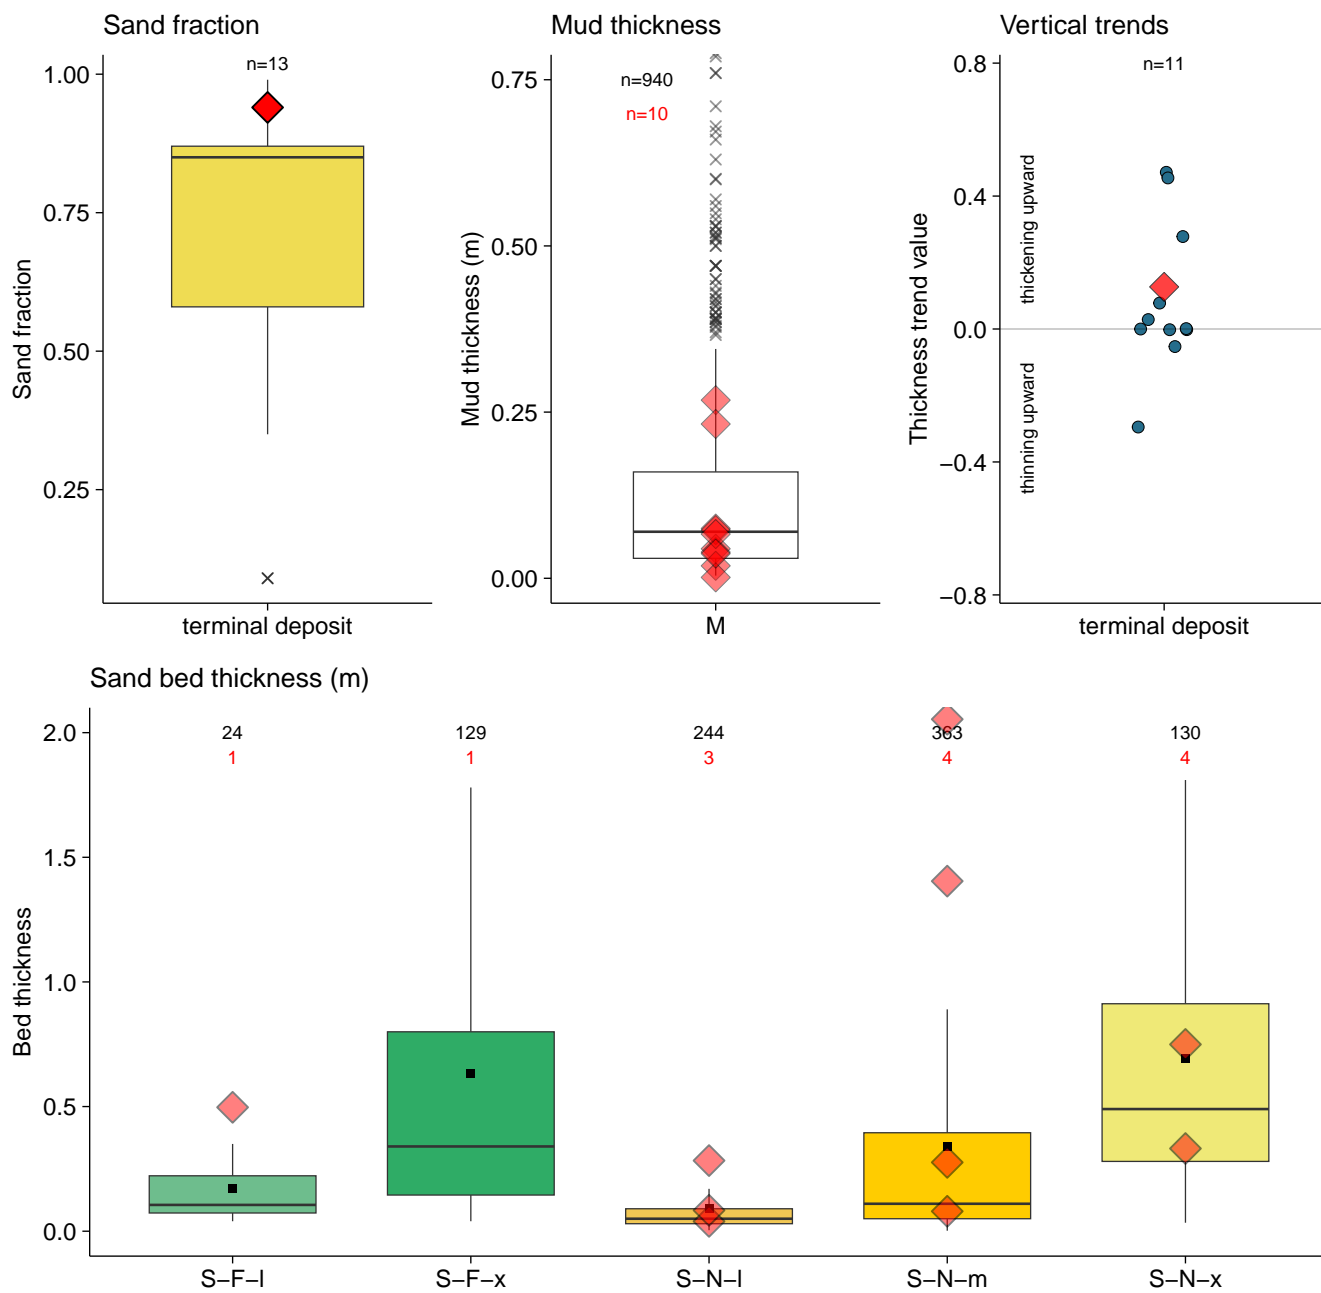 Sand fraction
Mud thickness
Vertical trends
n=13
n=940
n=10
n=11
Sand fraction
1.00
0.75
0.50
0.25
terminal deposit
Mud thickness (m)
0.75
0.50
0.25
0.00
M
Thickness trend value
0.8
0.4
0.0
−0.4
−0.8
thickening upward
thinning upward
terminal deposit
Sand bed thickness (m)
Bed thickness
2.0
1.5
1.0
0.5
0.0
24
129
244
363
130
1
1
3
4
4
S−F−l
S−F−x
S−N−l
S−N−m
S−N−x